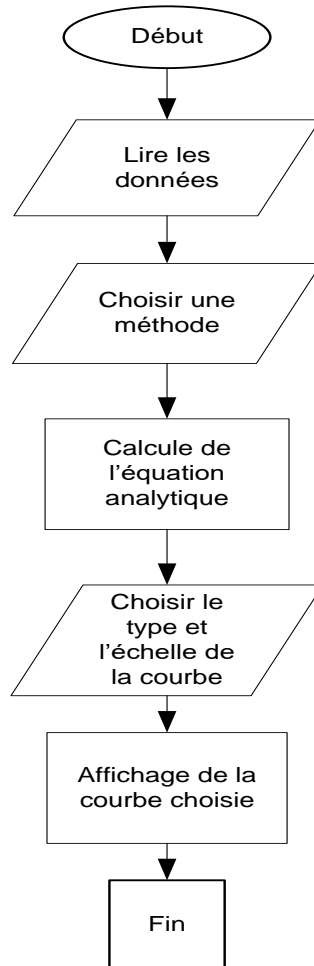 Début
Lire les
données
Choisir une
méthode
Calcule de
l'équation
analytique
Choisir le
type et
l'échelle de
la courbe
Affichage de la
courbe choisie
Fin